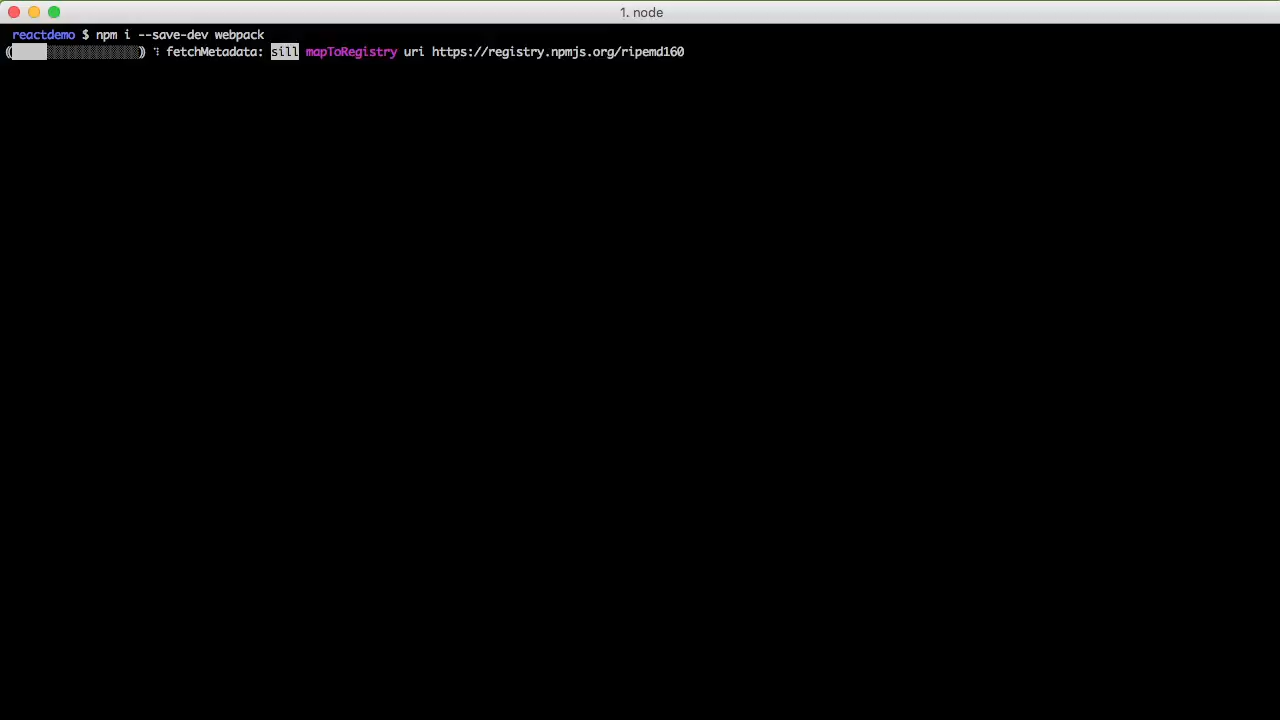 1. node
reactdemo $ npm i --save-dev webpack
(░░░░░░░░░░░░░░░░░░) ⠹ fetchMetadata: sill mapToRegistry uri https://registry.npmjs.org/ripemd160